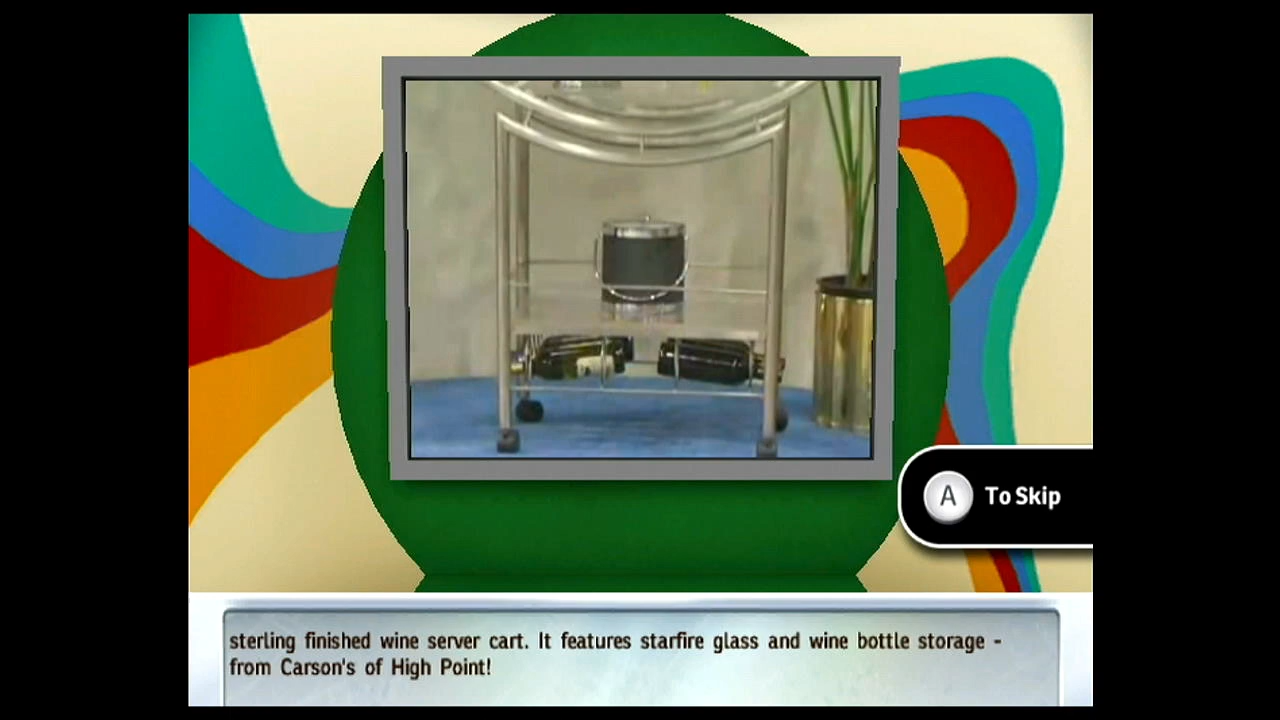 A To Skip
sterling finished wine server cart. It features starfire glass and wine bottle storage -
from Carson's of High Point!